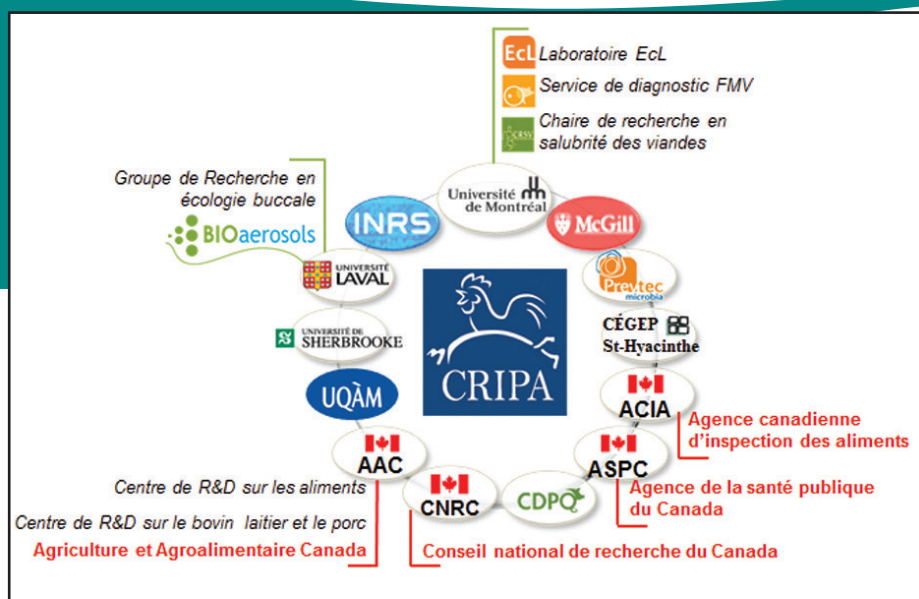 EcL Laboratoire EcL
Service de diagnostic FMV
CRSV Chaire de recherche en
salubrité des viandes
Groupe de Recherche en
écologie buccale
BIOaerosols
INRS
Université
de Montréal
McGill
UNIVERSITÉ
LAVAL
Prevtec
microbia
UNIVERSITÉ DE
SHERBROOKE
CÉGEP
St-Hyacinthe
CRIPA
UQÀM
ACIA
Agence canadienne
d'inspection des aliments
AAC
ASPC
Centre de R&D sur les aliments
CNRC
CDPQ
Agence de la santé publique
du Canada
Centre de R&D sur le bovin laitier et le porc
Agriculture et Agroalimentaire Canada
Conseil national de recherche du Canada